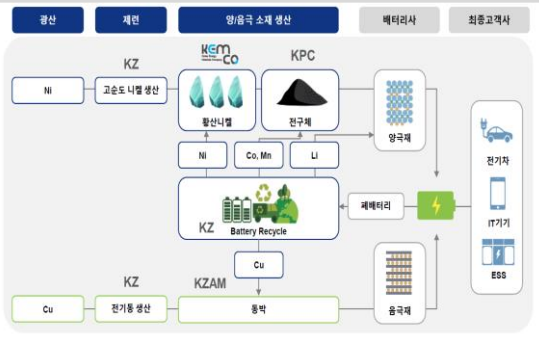 광산
제련
양/음극 소재 생산
배터리사
최종고객사
KZ
KEMCO
KPC
Ni
고순도 니켈 생산
황산니켈
전구체
양극재
Ni
Co, Mn
Li
전기차
KZ
Battery Recycle
폐배터리
IT기기
Cu
ESS
KZ
KZAM
Cu
전기동 생산
동박
음극재